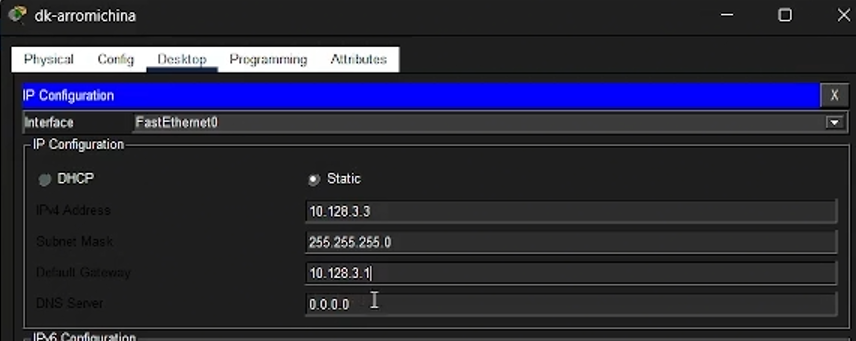 dk-arromichina
Physical Config Desktop Programming Attributes
IP Configuration X
Interface FastEthernet0
IP Configuration
DHCP Static
IPv4 Address 10.128.3.3
Subnet Mask 255.255.255.0
Default Gateway 10.128.3.1
DNS Server 0.0.0.0
IPv6 Configuration